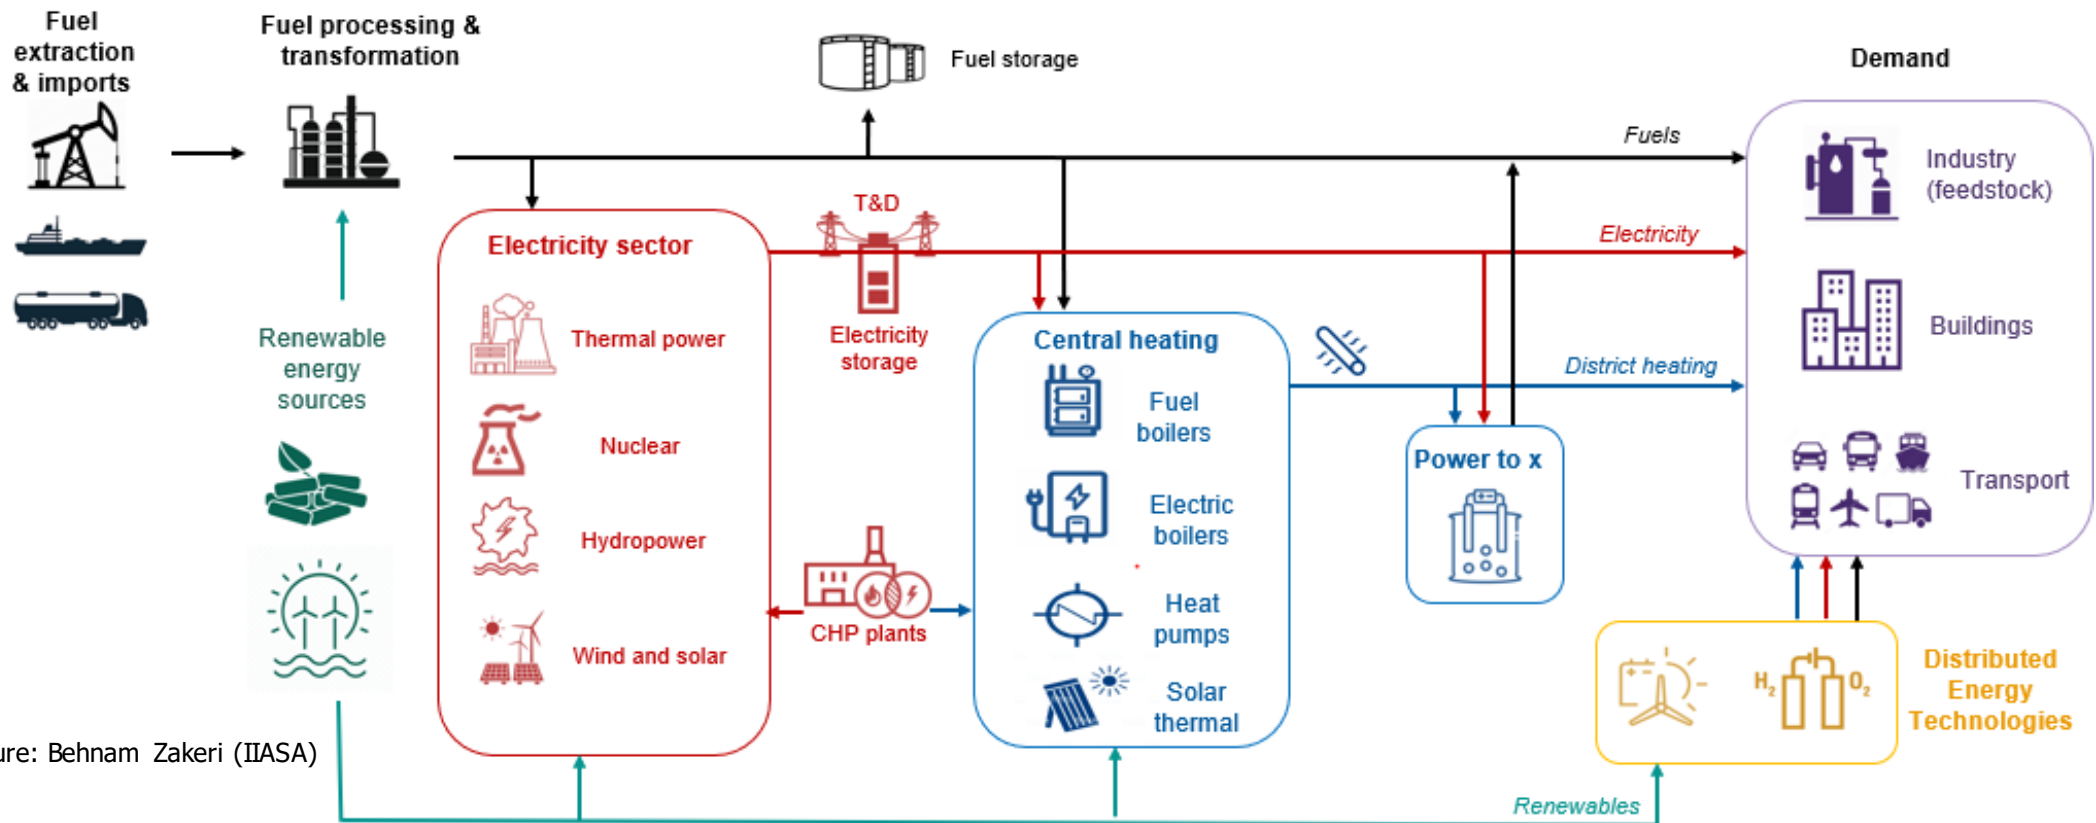 Fuel
extraction
& imports
Fuel processing &
transformation
Fuel storage
Demand
Fuels
Industry
(feedstock)
T&D
Electricity
Electricity sector
Renewable
energy
sources
Thermal power
Electricity
storage
Central heating
District heating
Buildings
Fuel
boilers
Nuclear
Power to x
Transport
Electric
boilers
Hydropower
CHP plants
Heat
pumps
Wind and solar
Solar
thermal
H2
O2
Distributed
Energy
Technologies
ure: Behnam Zakeri (IIASA)
Renewables